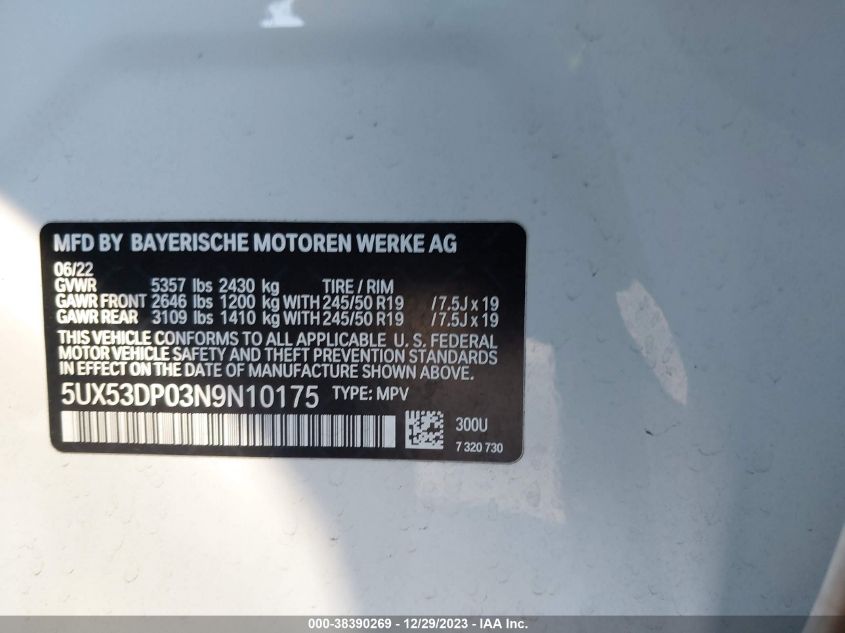 MFD BY BAYERISCHE MOTOREN WERKE AG
06/22
GVWR 5357 lbs 2430 kg TIRE / RIM
GAWR FRONT 2646 lbs 1200 kg WITH 245/50 R19 / 7.5J x 19
GAWR REAR 3109 lbs 1410 kg WITH 245/50 R19 / 7.5J x 19
THIS VEHICLE CONFORMS TO ALL APPLICABLE U. S. FEDERAL
MOTOR VEHICLE SAFETY AND THEFT PREVENTION STANDARDS
IN EFFECT ON THE DATE OF MANUFACTURE SHOWN ABOVE.
5UX53DP03N9N10175 TYPE: MPV
300U
7 320 730
000-38390269 - 12/29/2023 - IAA Inc.